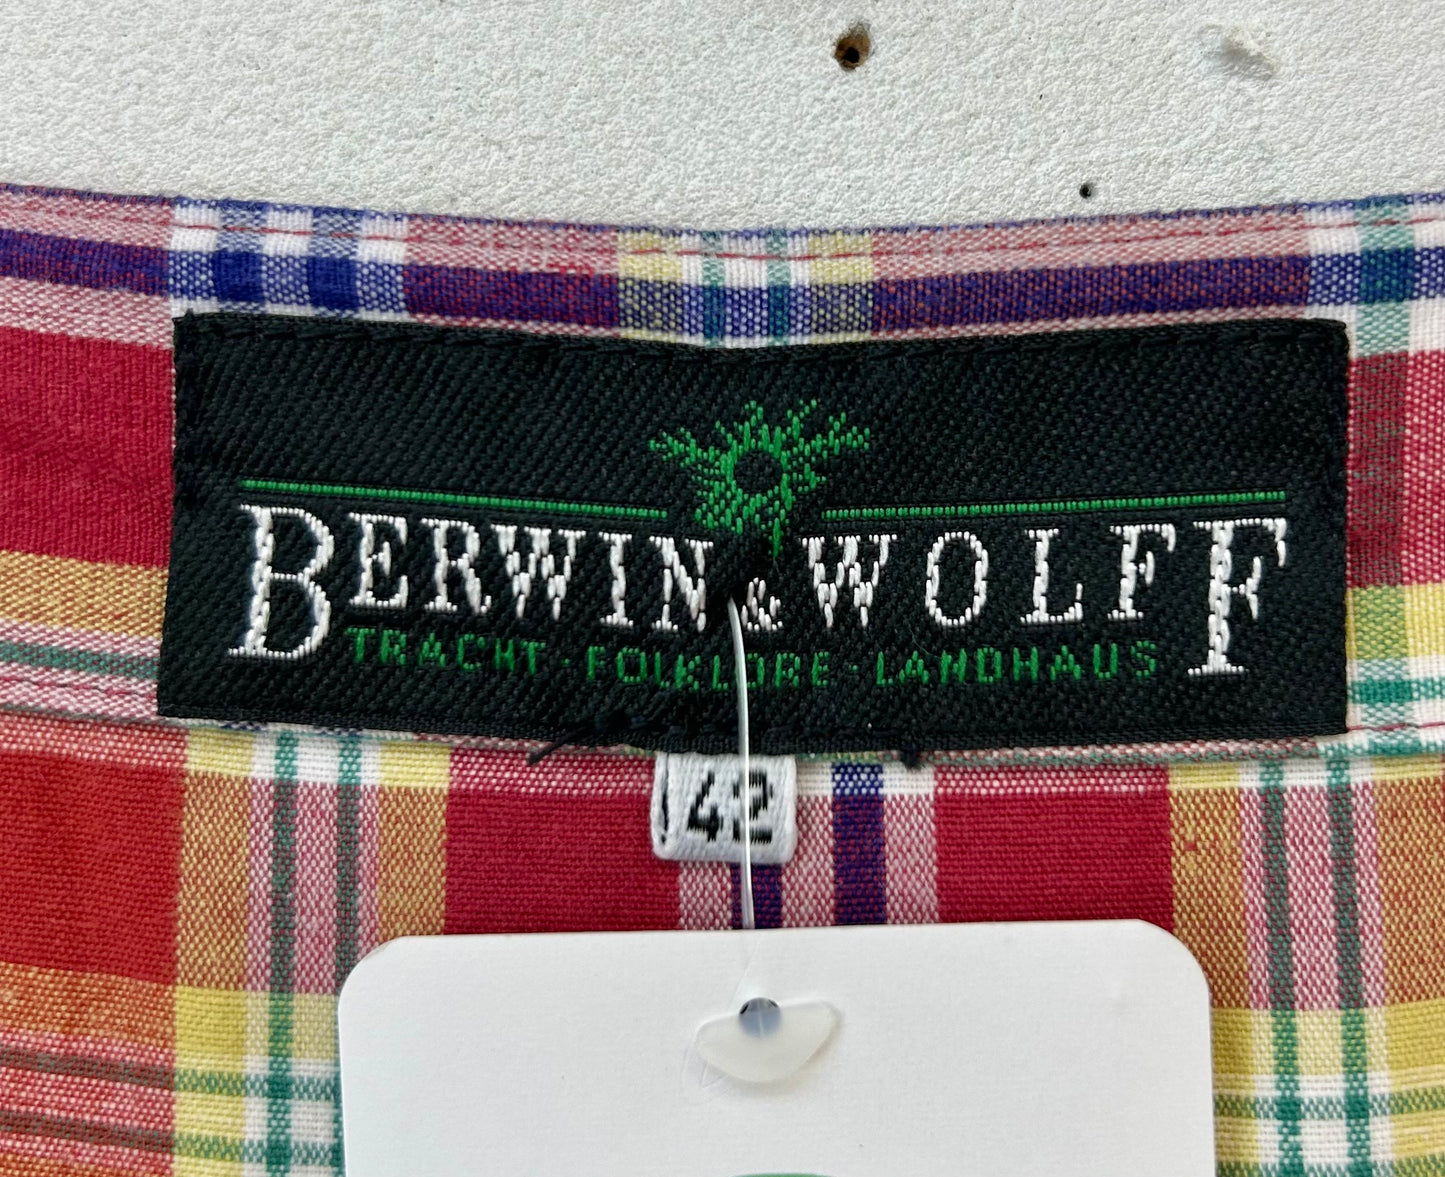 BERWIN & WOLFF
TRACHT · FOLKLORE · LANDHAUS
42